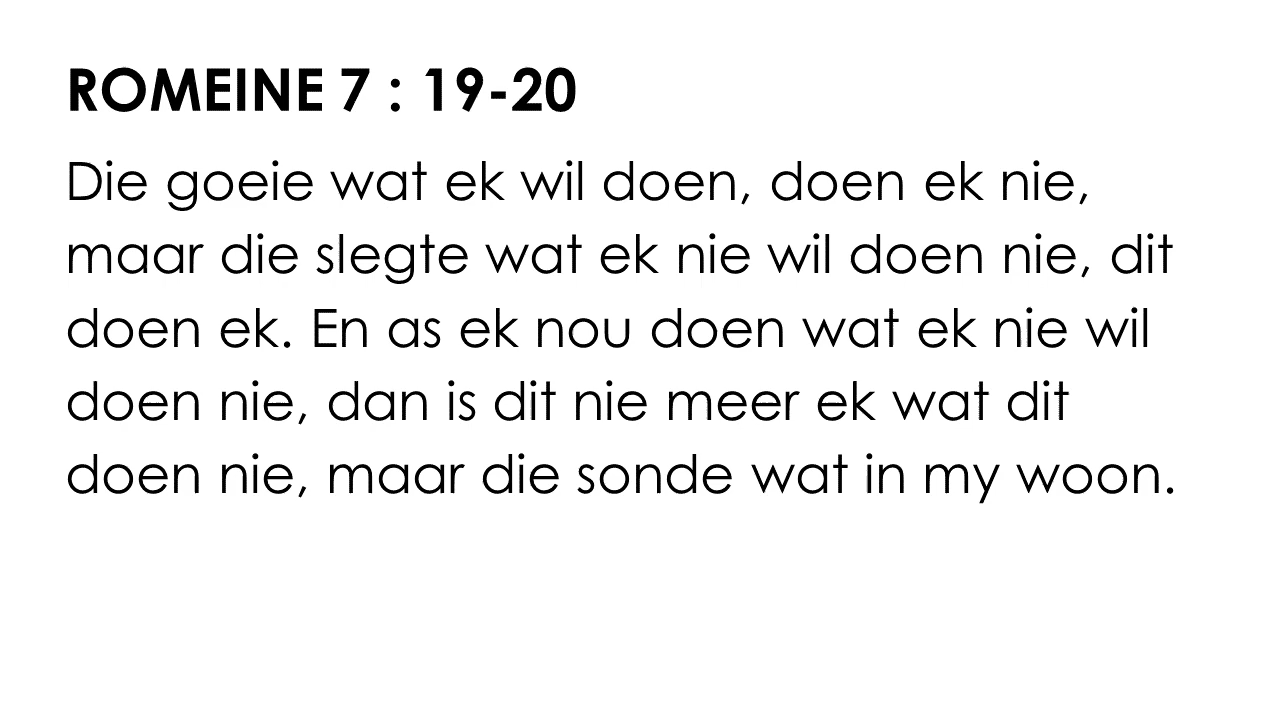 ROMEINE 7 : 19-20
Die goeie wat ek wil doen, doen ek nie,
maar die slegte wat ek nie wil doen nie, dit
doen ek. En as ek nou doen wat ek nie wil
doen nie, dan is dit nie meer ek wat dit
doen nie, maar die sonde wat in my woon.